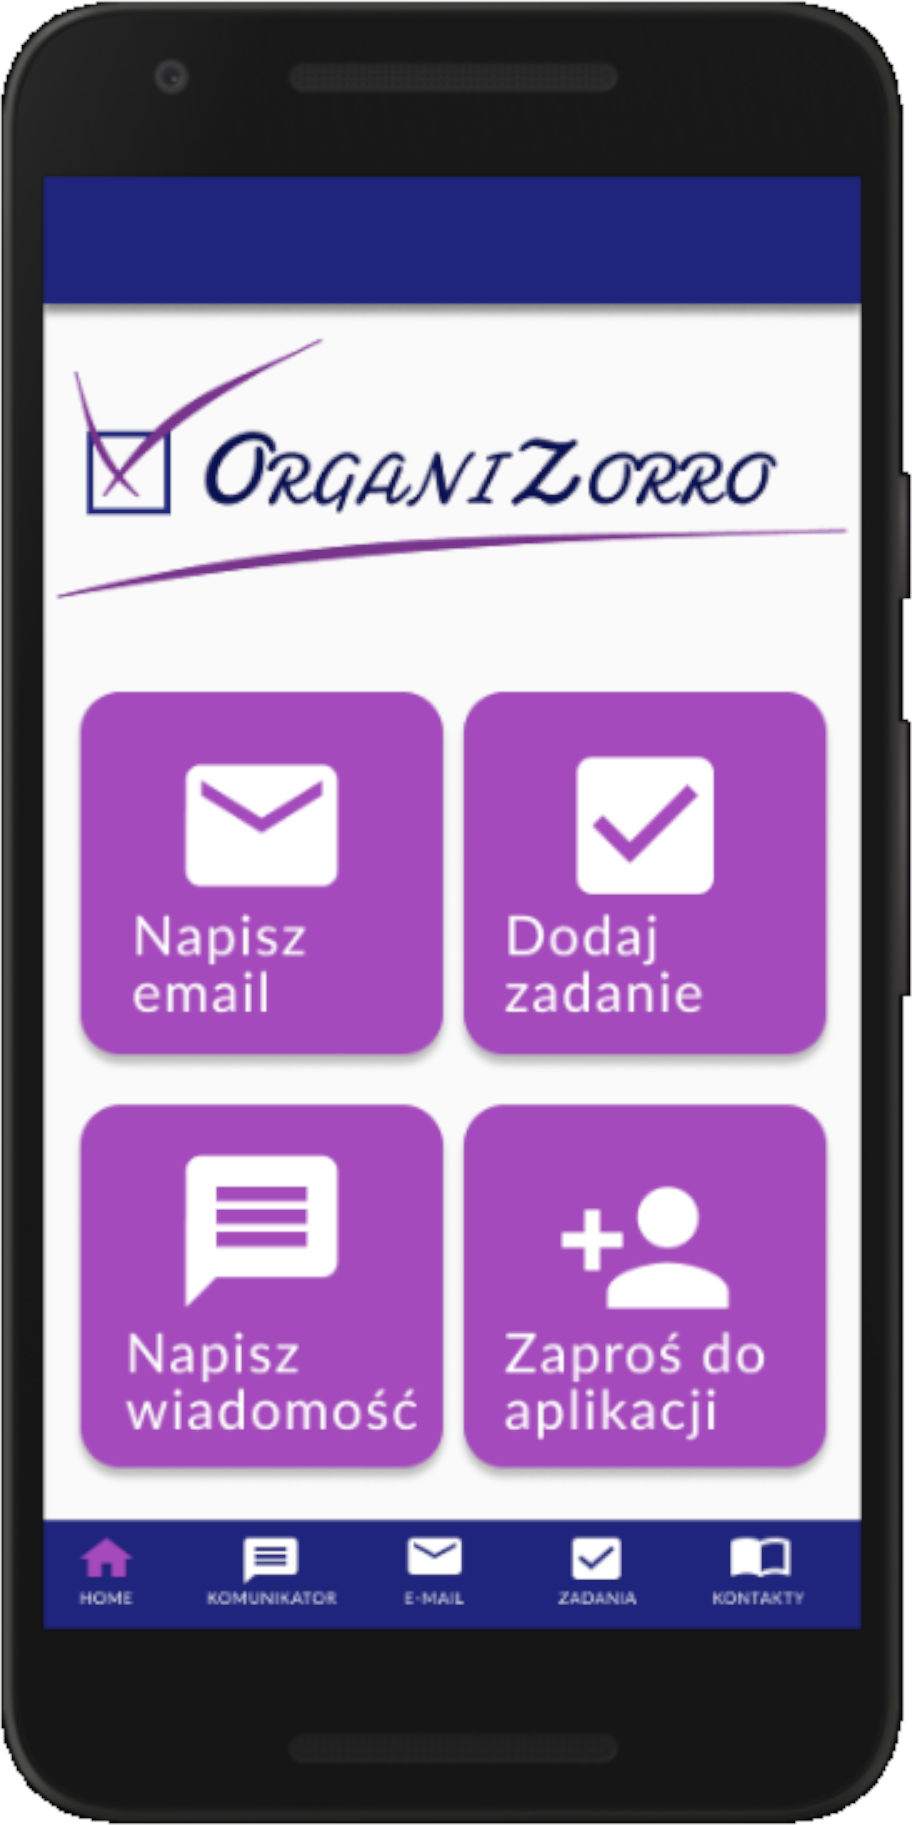 ORGANIZORRO
Napisz
email
Dodaj
zadanie
Napisz
wiadomość
Zaproś do
aplikacji
HOME
KOMUNIKATOR
E-MAIL
ZADANIA
KONTAKTY